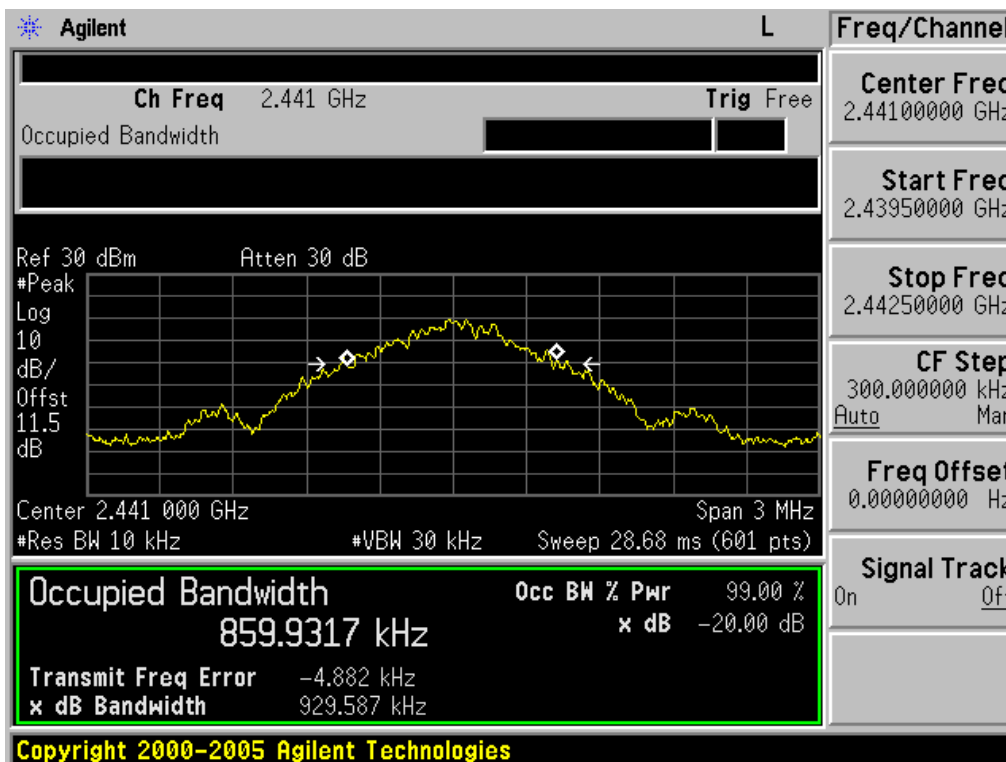 Agilent L Freq/Channel
Ch Freq 2.441 GHz Trig Free
Occupied Bandwidth
Center Freq
2.44100000 GHz
Start Freq
2.43950000 GHz
Stop Freq
2.44250000 GHz
CF Step
300.000000 kHz
Auto Man
Freq Offset
0.00000000 Hz
Signal Track
On Off
Ref 30 dBm Atten 30 dB
#Peak
Log
10
dB/
Offst
11.5
dB
Center 2.441 000 GHz Span 3 MHz
#Res BW 10 kHz #VBW 30 kHz Sweep 28.68 ms (601 pts)
Occupied Bandwidth Occ BW % Pwr 99.00 %
859.9317 kHz x dB -20.00 dB
Transmit Freq Error -4.882 kHz
x dB Bandwidth 929.587 kHz
Copyright 2000-2005 Agilent Technologies